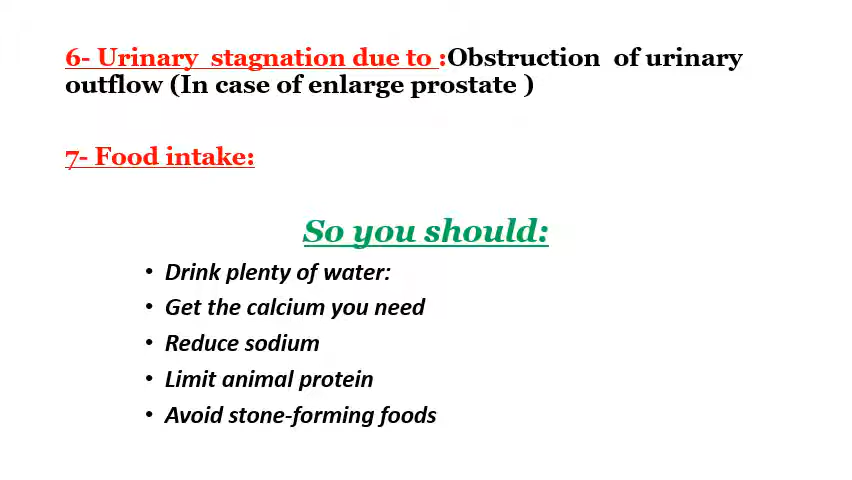 6- Urinary  stagnation due to :Obstruction  of urinary
outflow (In case of enlarge prostate )
7- Food intake:
So you should:
• Drink plenty of water:
• Get the calcium you need
• Reduce sodium
• Limit animal protein
• Avoid stone-forming foods